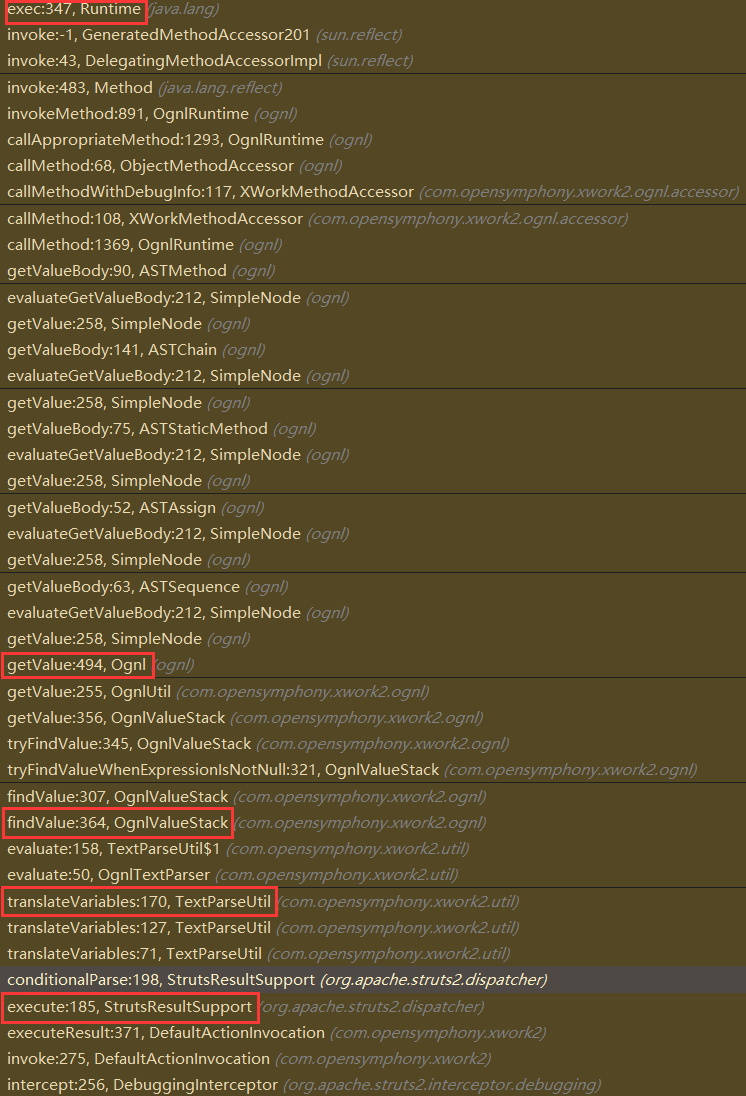 exec:347, Runtime (java.lang)
invoke:-1, GeneratedMethodAccessor201 (sun.reflect)
invoke:43, DelegatingMethodAccessorImpl (sun.reflect)
invoke:483, Method (java.lang.reflect)
invokeMethod:891, OgnlRuntime (ognl)
callAppropriateMethod:1293, OgnlRuntime (ognl)
callMethod:68, ObjectMethodAccessor (ognl)
callMethodWithDebugInfo:117, XWorkMethodAccessor (com.opensymphony.xwork2.ognl.accessor)
callMethod:108, XWorkMethodAccessor (com.opensymphony.xwork2.ognl.accessor)
callMethod:1369, OgnlRuntime (ognl)
getValueBody:90, ASTMethod (ognl)
evaluateGetValueBody:212, SimpleNode (ognl)
getValue:258, SimpleNode (ognl)
getValueBody:141, ASTChain (ognl)
evaluateGetValueBody:212, SimpleNode (ognl)
getValue:258, SimpleNode (ognl)
getValueBody:75, ASTStaticMethod (ognl)
evaluateGetValueBody:212, SimpleNode (ognl)
getValue:258, SimpleNode (ognl)
getValueBody:52, ASTAssign (ognl)
evaluateGetValueBody:212, SimpleNode (ognl)
getValue:258, SimpleNode (ognl)
getValueBody:63, ASTSequence (ognl)
evaluateGetValueBody:212, SimpleNode (ognl)
getValue:258, SimpleNode (ognl)
getValue:494, Ognl (ognl)
getValue:255, OgnlUtil (com.opensymphony.xwork2.ognl)
getValue:356, OgnlValueStack (com.opensymphony.xwork2.ognl)
tryFindValue:345, OgnlValueStack (com.opensymphony.xwork2.ognl)
tryFindValueWhenExpressionIsNotNull:321, OgnlValueStack (com.opensymphony.xwork2.ognl)
findValue:307, OgnlValueStack (com.opensymphony.xwork2.ognl)
findValue:364, OgnlValueStack (com.opensymphony.xwork2.ognl)
evaluate:158, TextParseUtil$1 (com.opensymphony.xwork2.util)
evaluate:50, OgnlTextParser (com.opensymphony.xwork2.util)
translateVariables:170, TextParseUtil (com.opensymphony.xwork2.util)
translateVariables:127, TextParseUtil (com.opensymphony.xwork2.util)
translateVariables:71, TextParseUtil (com.opensymphony.xwork2.util)
conditionalParse:198, StrutsResultSupport (org.apache.struts2.dispatcher)
execute:185, StrutsResultSupport (org.apache.struts2.dispatcher)
executeResult:371, DefaultActionInvocation (com.opensymphony.xwork2)
invoke:275, DefaultActionInvocation (com.opensymphony.xwork2)
intercept:256, DebuggingInterceptor (org.apache.struts2.interceptor.debugging)